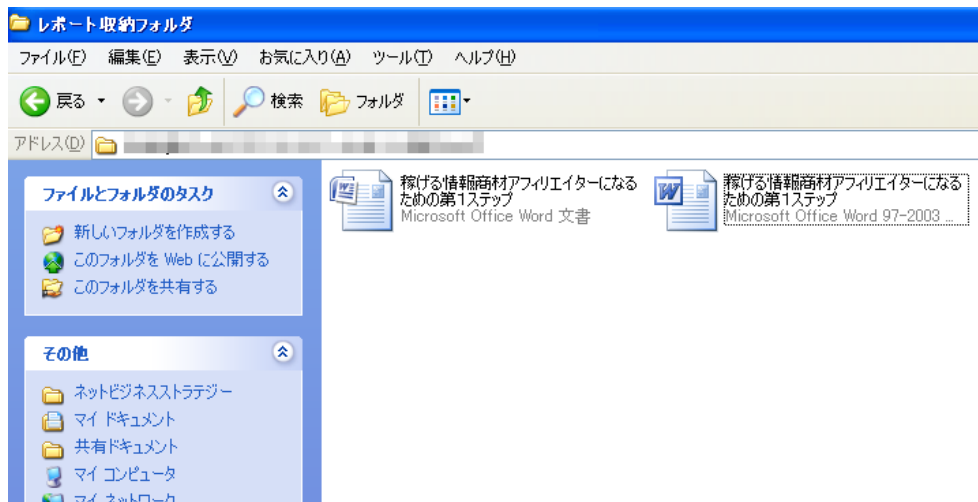 レポート収納フォルダ
ファイル(F) 編集(E) 表示(V) お気に入り(A) ツール(T) ヘルプ(H)
戻る 検索 フォルダ
アドレス(D)
ファイルとフォルダのタスク
新しいフォルダを作成する
このフォルダを Web に公開する
このフォルダを共有する
その他
ネットビジネスストラテジー
マイ ドキュメント
共有ドキュメント
マイ コンピュータ
マイ ネットワーク
稼げる情報商材アフィリエイターになる
ための第1ステップ
Microsoft Office Word 文書
稼げる情報商材アフィリエイターになる
ための第1ステップ
Microsoft Office Word 97-2003 ...